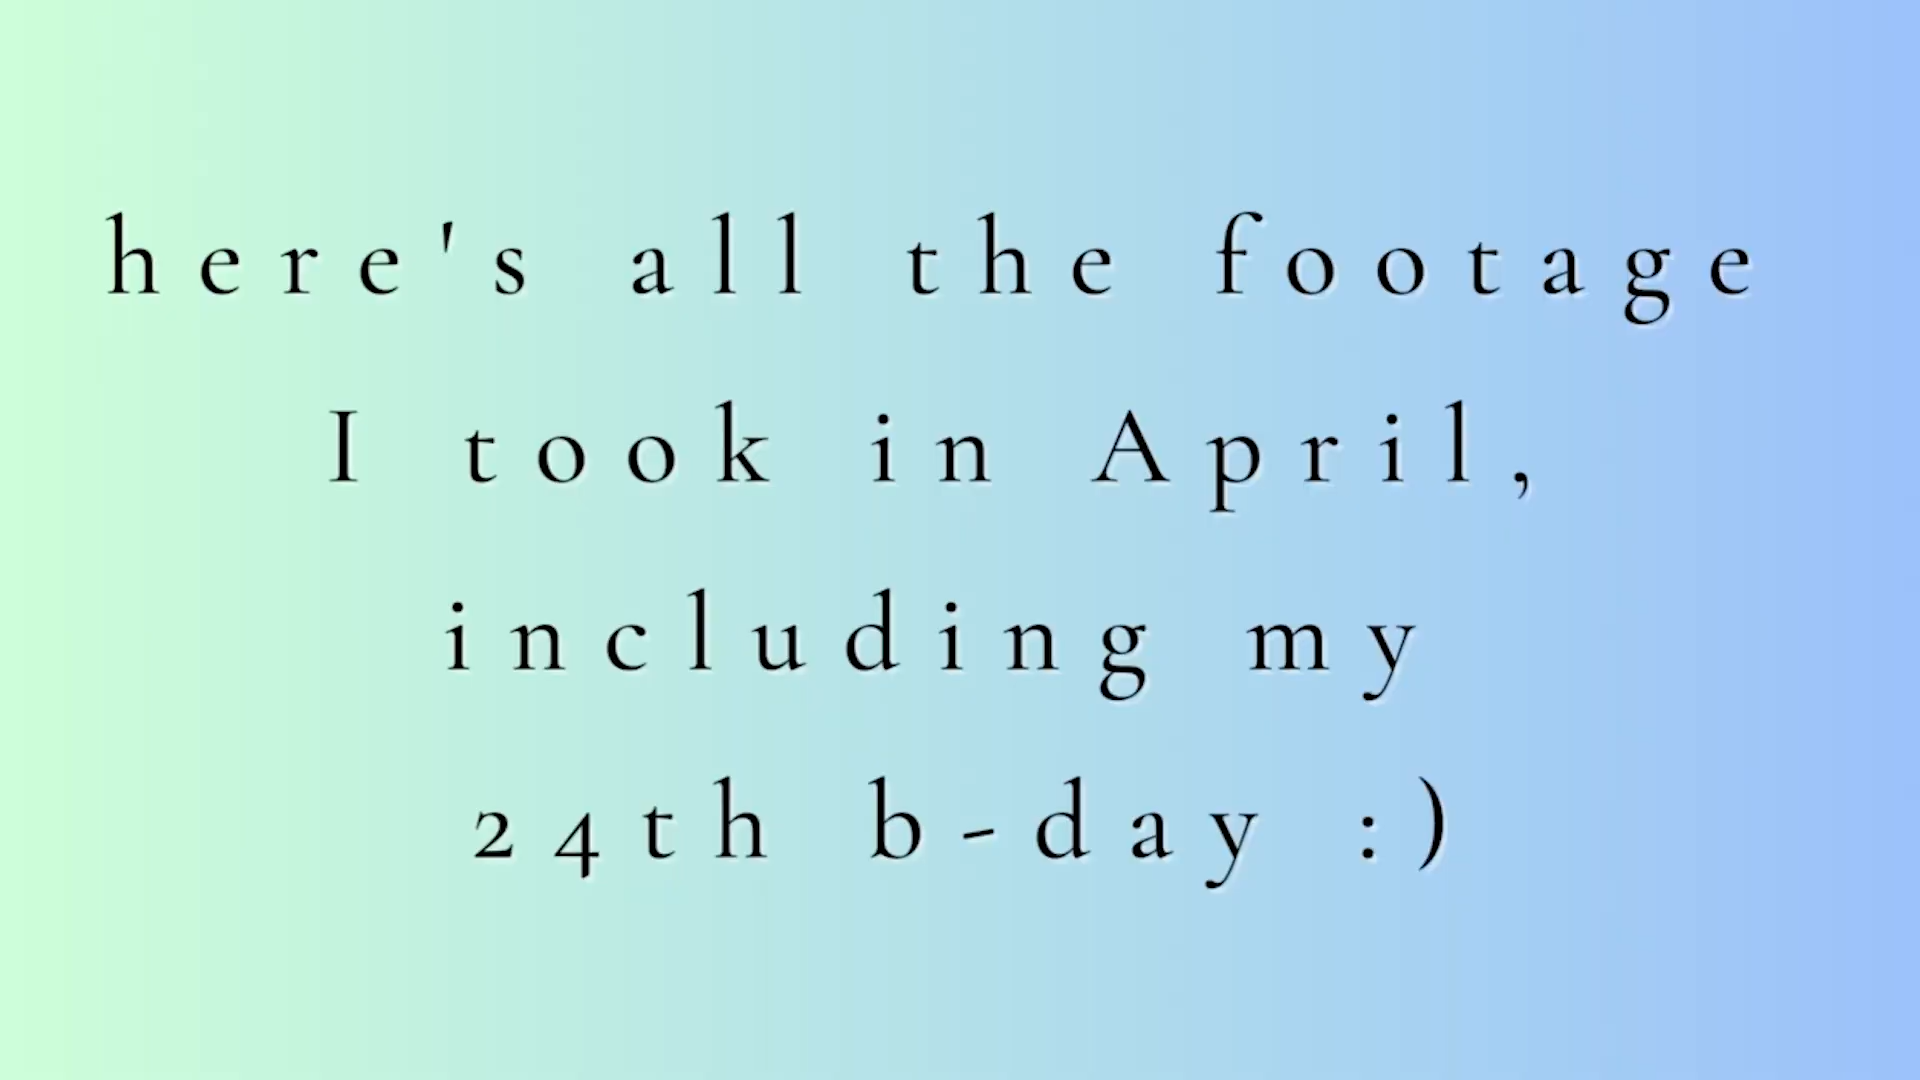 here's all the footage
I took in April,
including my
24th b-day :)